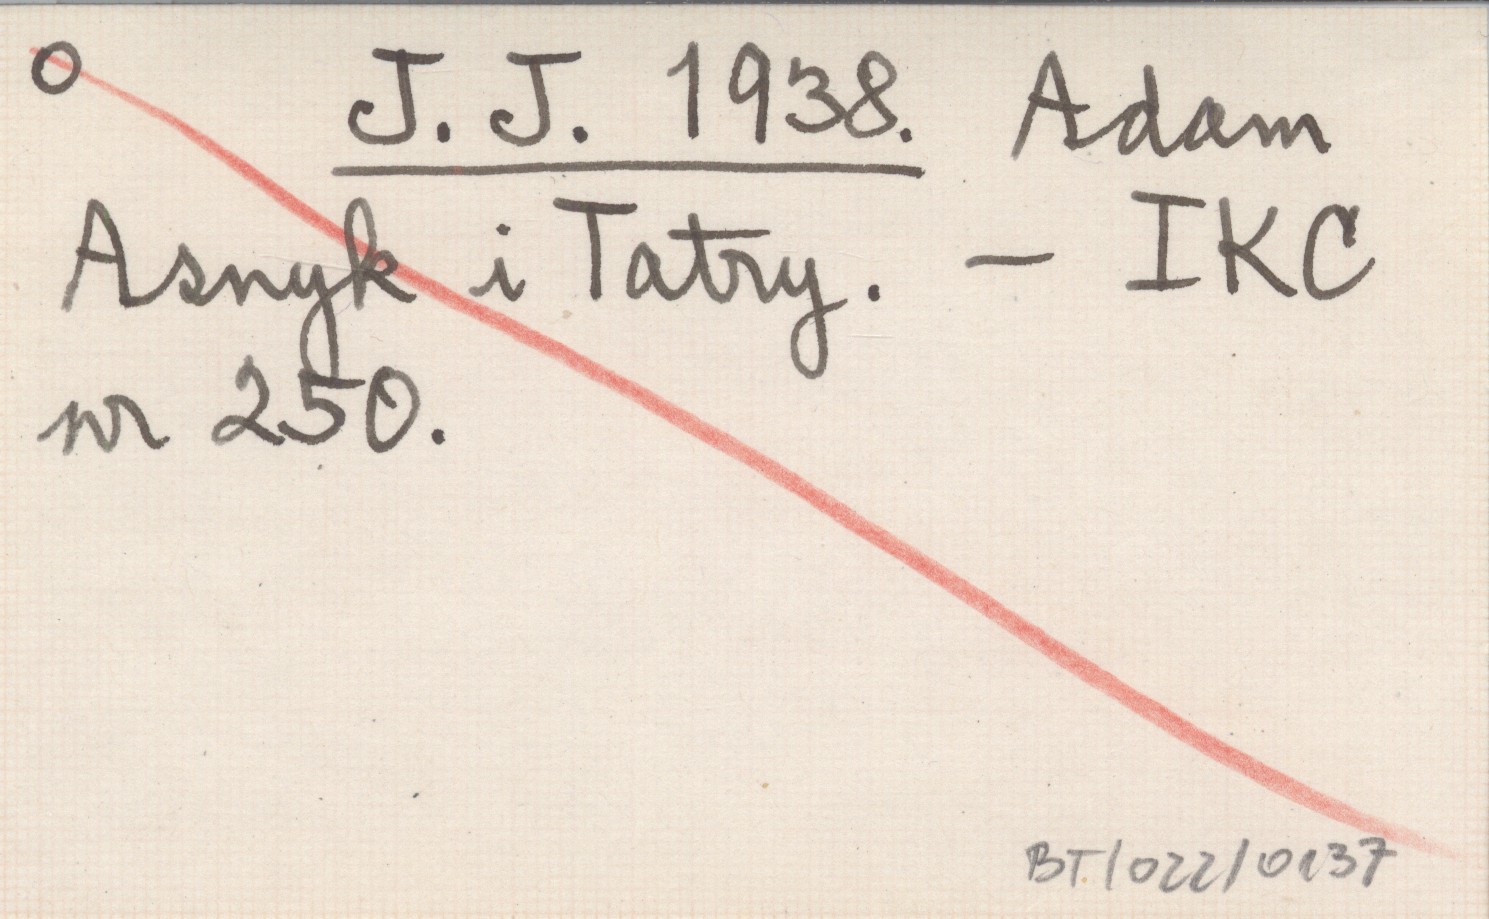 O J. J. 1938. Adam
Asnyk i Tatry. – IKC
nr 250.
BT/022/0137